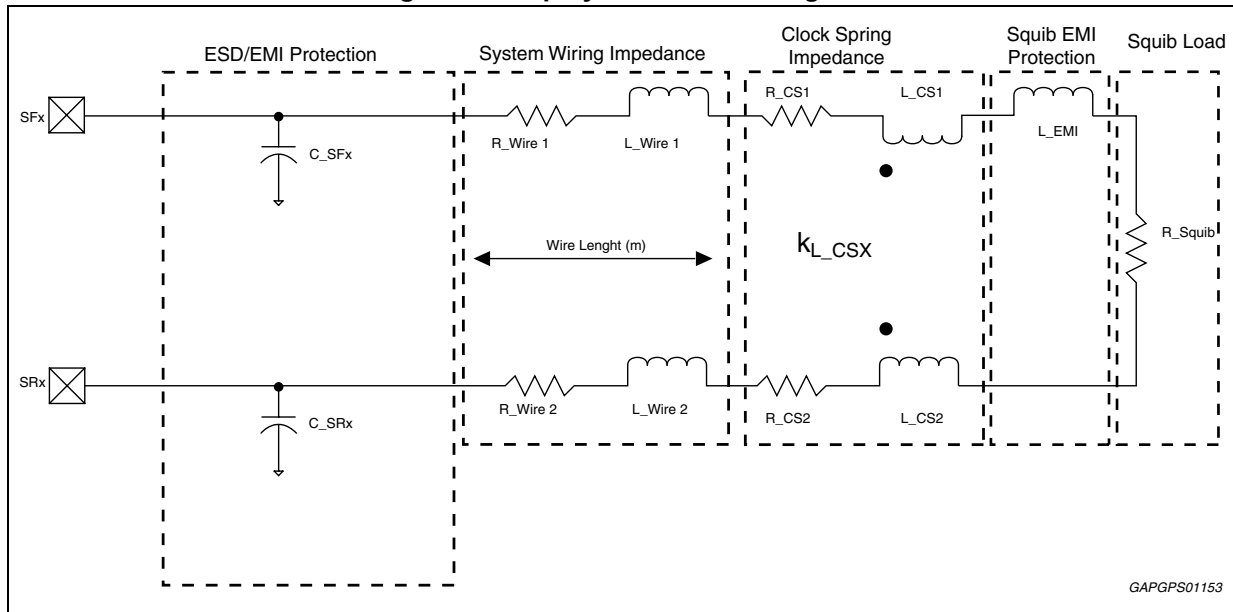 ESD/EMI Protection
System Wiring Impedance
Clock Spring
Impedance
Squib EMI
Protection
Squib Load
SFx
C_SFx
R_Wire 1
L_Wire 1
R_CS1
L_CS1
L_EMI
R_Squib
Wire Lenght (m)
kL_CSX
SRx
C_SRx
R_Wire 2
L_Wire 2
R_CS2
L_CS2
GAPGPS01153